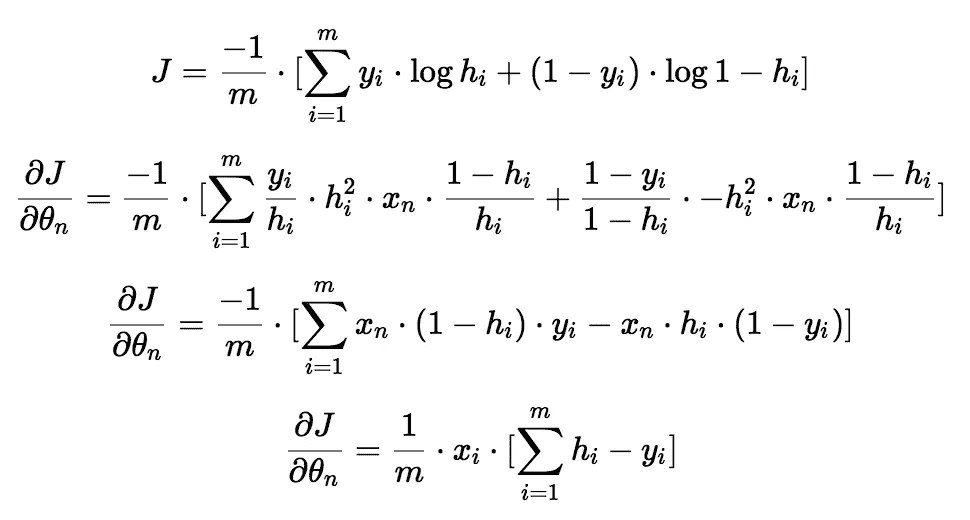 J = \frac{-1}{m} \cdot [\sum_{i=1}^{m} y_i \cdot \log h_i + (1 - y_i) \cdot \log 1 - h_i]
\frac{\partial J}{\partial \theta_n} = \frac{-1}{m} \cdot [\sum_{i=1}^{m} \frac{y_i}{h_i} \cdot h_i^2 \cdot x_n \cdot \frac{1 - h_i}{h_i} + \frac{1 - y_i}{1 - h_i} \cdot -h_i^2 \cdot x_n \cdot \frac{1 - h_i}{h_i}]
\frac{\partial J}{\partial \theta_n} = \frac{-1}{m} \cdot [\sum_{i=1}^{m} x_n \cdot (1 - h_i) \cdot y_i - x_n \cdot h_i \cdot (1 - y_i)]
\frac{\partial J}{\partial \theta_n} = \frac{1}{m} \cdot x_i \cdot [\sum_{i=1}^{m} h_i - y_i]